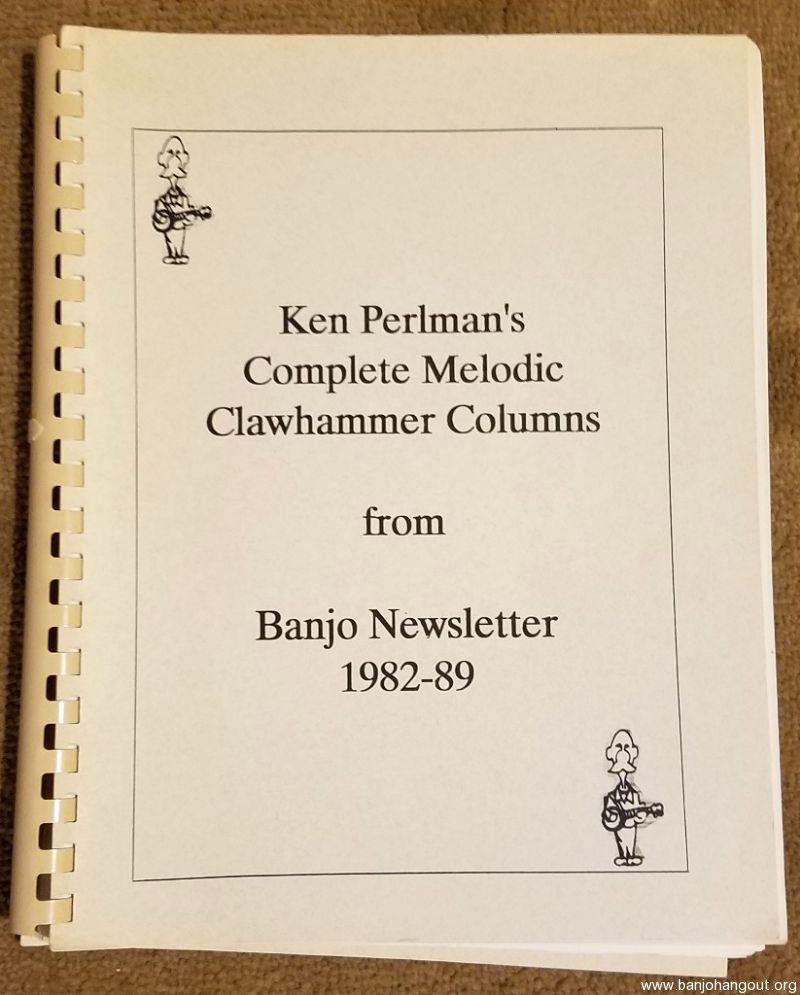 Ken Perlman's
Complete Melodic
Clawhammer Columns
from
Banjo Newsletter
1982-89
www.banjohangout.org